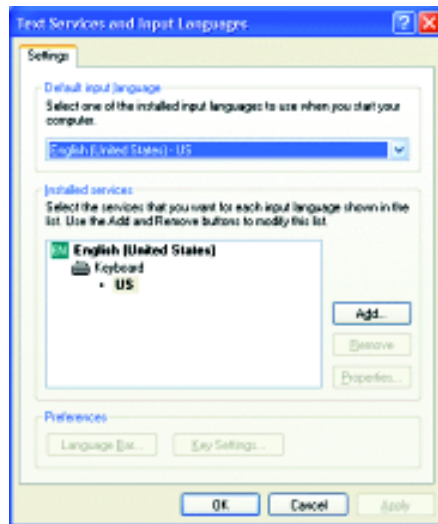 Text Services and Input Languages
Settings
Default input language
Select one of the installed input languages to use when you start your
computer.
English (United States) - US
Installed services
Select the services that you want for each input language shown in the
list. Use the Add and Remove buttons to modify this list.
EN English (United States)
Keyboard
• US
Add...
Remove
Properties...
Preferences
Language Bar...
Key Settings...
OK
Cancel
Apply